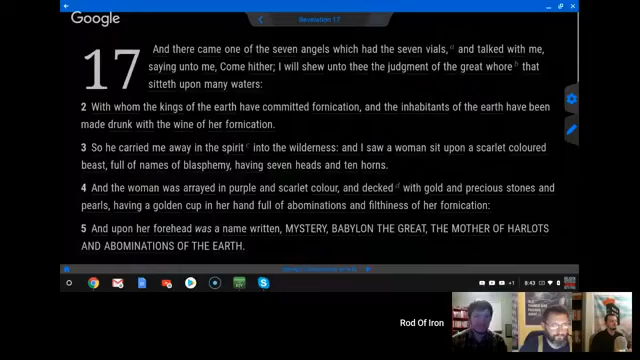 Google
Revelation 17
17
And there came one of the seven angels which had the seven vials, a and talked with me,
saying unto me, Come hither; I will shew unto thee the judgment of the great whore b that
sitteth upon many waters:
2 With whom the kings of the earth have committed fornication, and the inhabitants of the earth have been
made drunk with the wine of her fornication.
3 So he carried me away in the spirit c into the wilderness: and I saw a woman sit upon a scarlet coloured
beast, full of names of blasphemy, having seven heads and ten horns.
4 And the woman was arrayed in purple and scarlet colour, and decked d with gold and precious stones and
pearls, having a golden cup in her hand full of abominations and filthiness of her fornication:
5 And upon her forehead was a name written, MYSTERY, BABYLON THE GREAT, THE MOTHER OF HARLOTS
AND ABOMINATIONS OF THE EARTH.
+1
8:43
Rod Of Iron